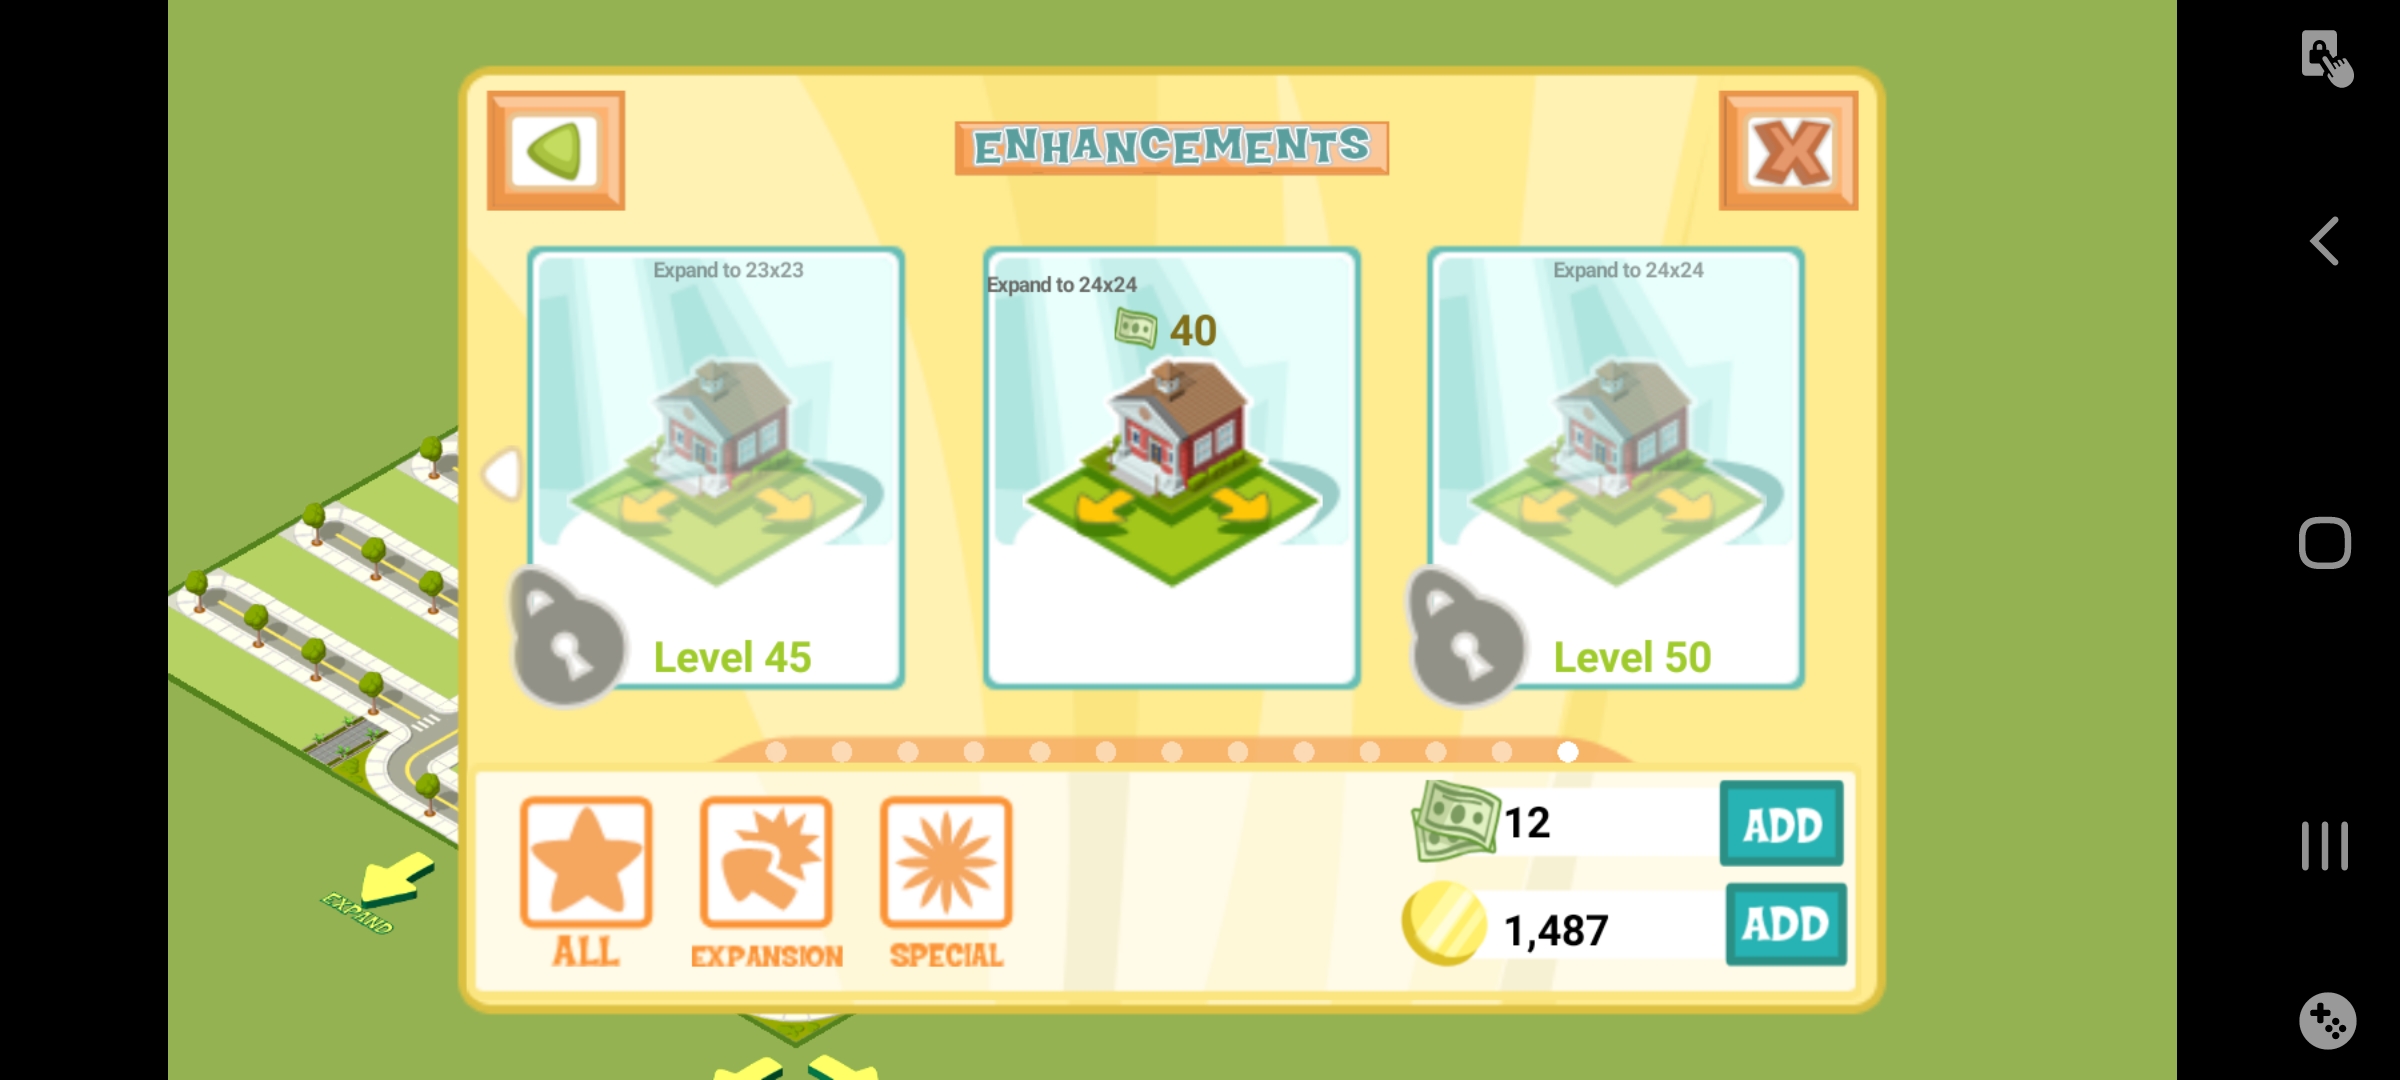 ENHANCEMENTS
Expand to 23x23
Level 45
Expand to 24x24
40
Expand to 24x24
Level 50
ALL
EXPANSION
SPECIAL
12
ADD
1,487
ADD
EXPAND